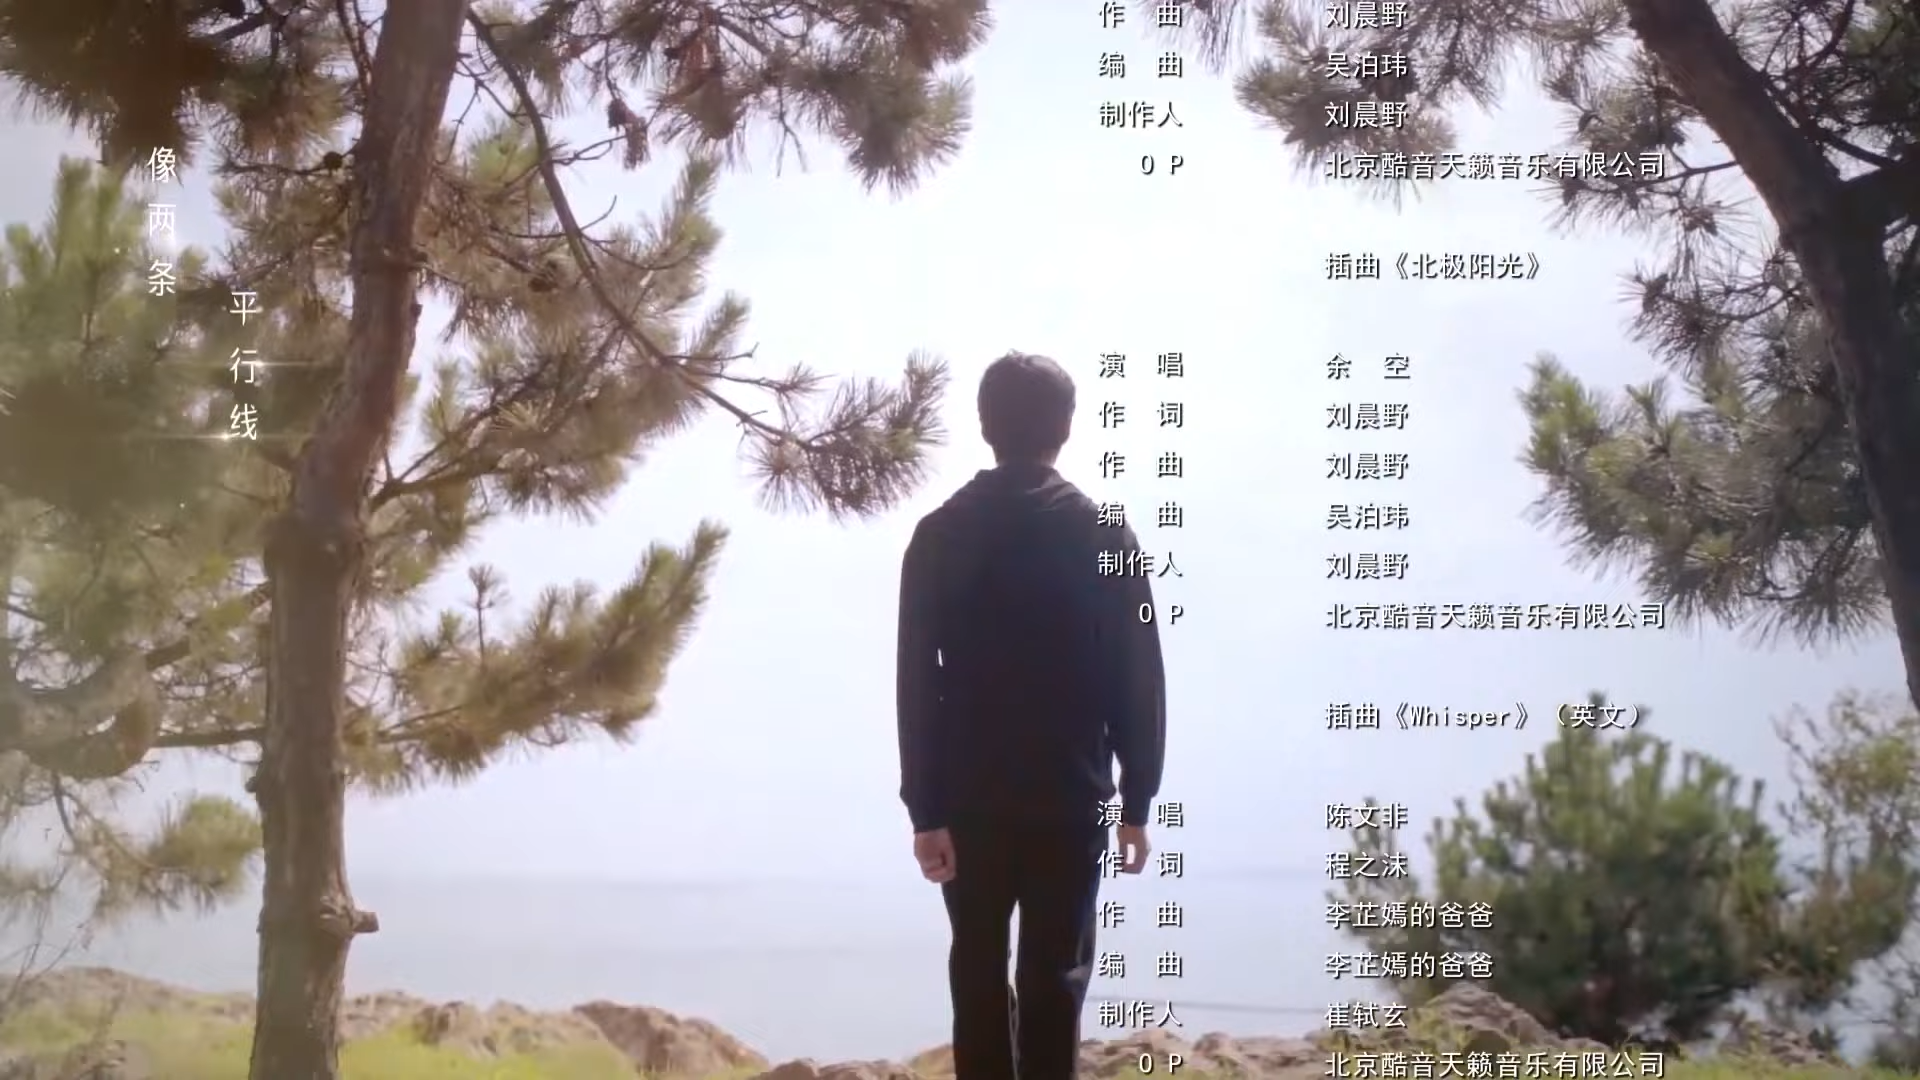 像两条
平行线
作 曲 刘晨野
编 曲 吴泊玮
制作人 刘晨野
O P 北京酷音天籁音乐有限公司
插曲《北极阳光》
演 唱 余 空
作 词 刘晨野
作 曲 刘晨野
编 曲 吴泊玮
制作人 刘晨野
O P 北京酷音天籁音乐有限公司
插曲《Whisper》（英文）
演 唱 陈文非
作 词 程之沫
作 曲 李芷嫣的爸爸
编 曲 李芷嫣的爸爸
制作人 崔轼玄
O P 北京酷音天籁音乐有限公司